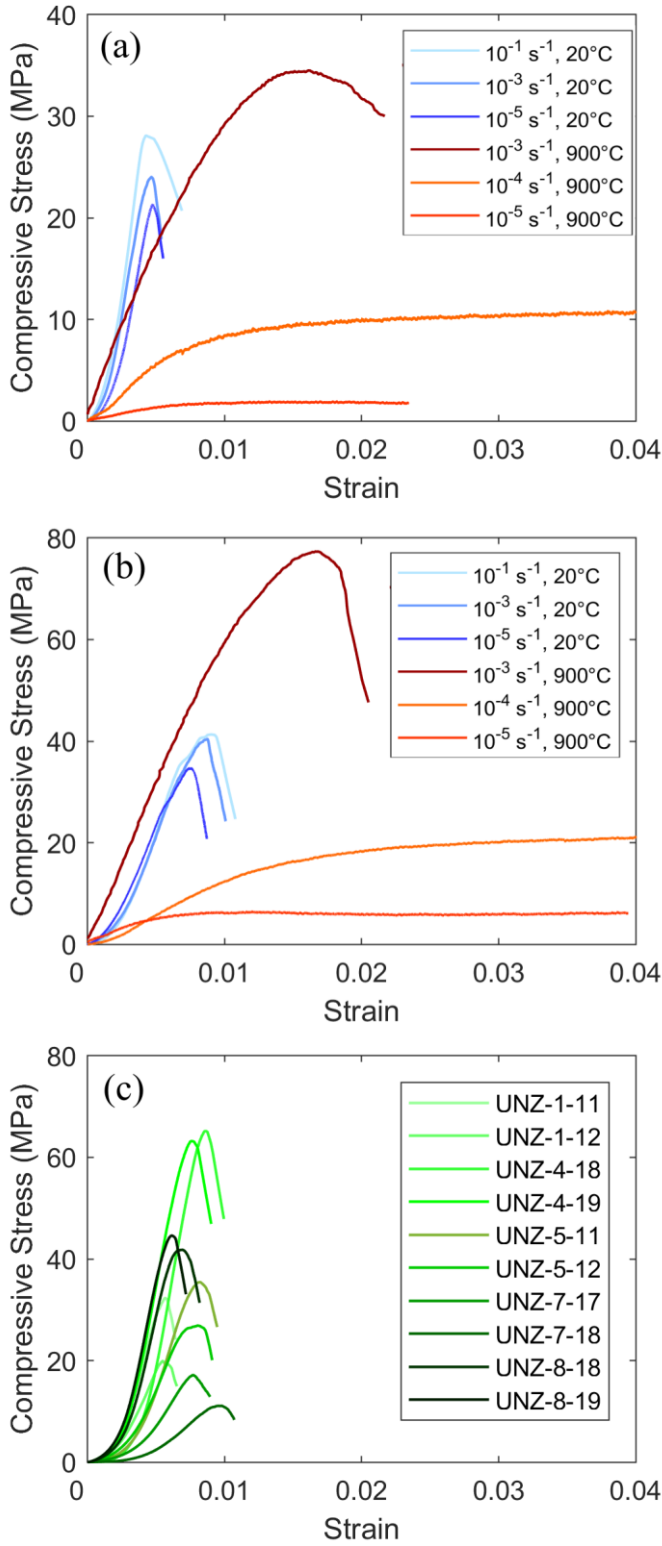 40
(a)
10⁻¹ s⁻¹, 20°C
10⁻³ s⁻¹, 20°C
10⁻⁵ s⁻¹, 20°C
10⁻³ s⁻¹, 900°C
10⁻⁴ s⁻¹, 900°C
10⁻⁵ s⁻¹, 900°C
30
20
10
0
Compressive Stress (MPa)
0 0.01 0.02 0.03 0.04
Strain
80
(b)
10⁻¹ s⁻¹, 20°C
10⁻³ s⁻¹, 20°C
10⁻⁵ s⁻¹, 20°C
10⁻³ s⁻¹, 900°C
10⁻⁴ s⁻¹, 900°C
10⁻⁵ s⁻¹, 900°C
60
40
20
0
Compressive Stress (MPa)
0 0.01 0.02 0.03 0.04
Strain
80
(c)
UNZ-1-11
UNZ-1-12
UNZ-4-18
UNZ-4-19
UNZ-5-11
UNZ-5-12
UNZ-7-17
UNZ-7-18
UNZ-8-18
UNZ-8-19
60
40
20
0
Compressive Stress (MPa)
0 0.01 0.02 0.03 0.04
Strain